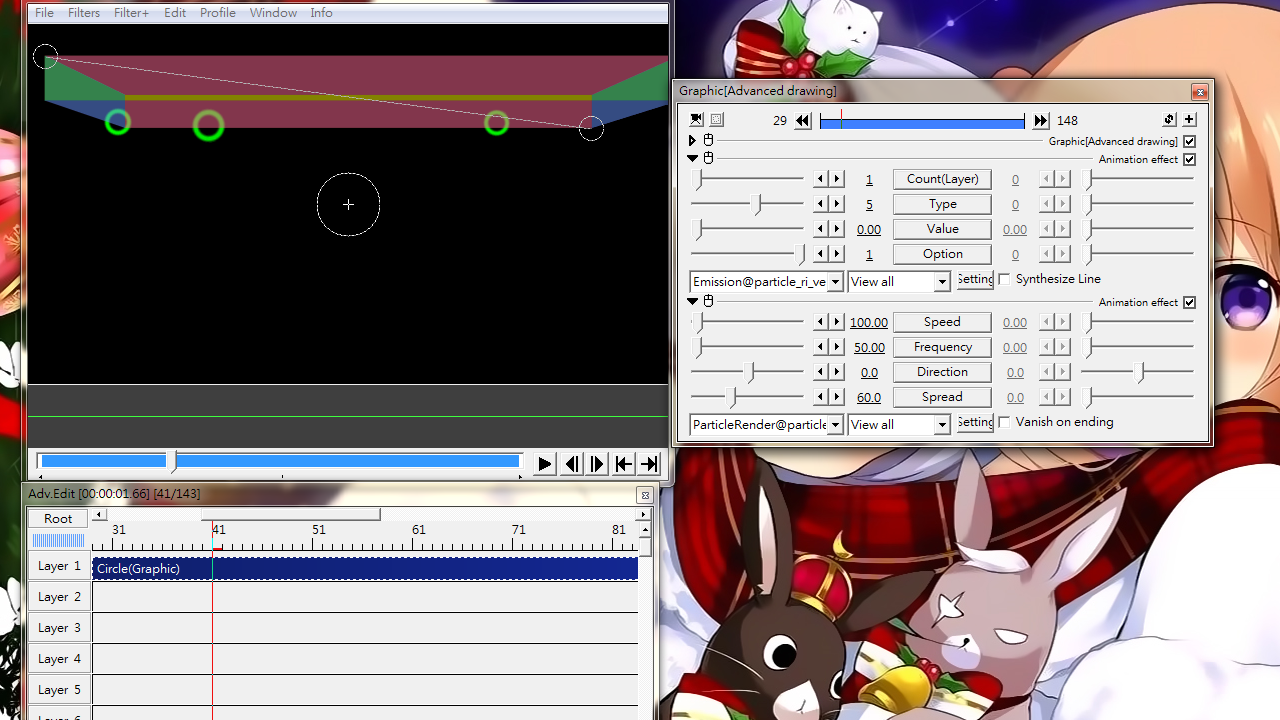 File Filters Filter+ Edit Profile Window Info
Graphic[Advanced drawing]
29 148
Graphic[Advanced drawing]
Animation effect
1 Count(Layer) 0
5 Type 0
0.00 Value 0.00
1 Option 0
Emission@particle_ri_ve View all Setting Synthesize Line
Animation effect
100.00 Speed 0.00
50.00 Frequency 0.00
0.0 Direction 0.0
60.0 Spread 0.0
ParticleRender@particle View all Setting Vanish on ending
Adv.Edit [00:00:01.66] [41/143]
Root
31 41 51 61 71 81
Layer 1 Circle(Graphic)
Layer 2
Layer 3
Layer 4
Layer 5